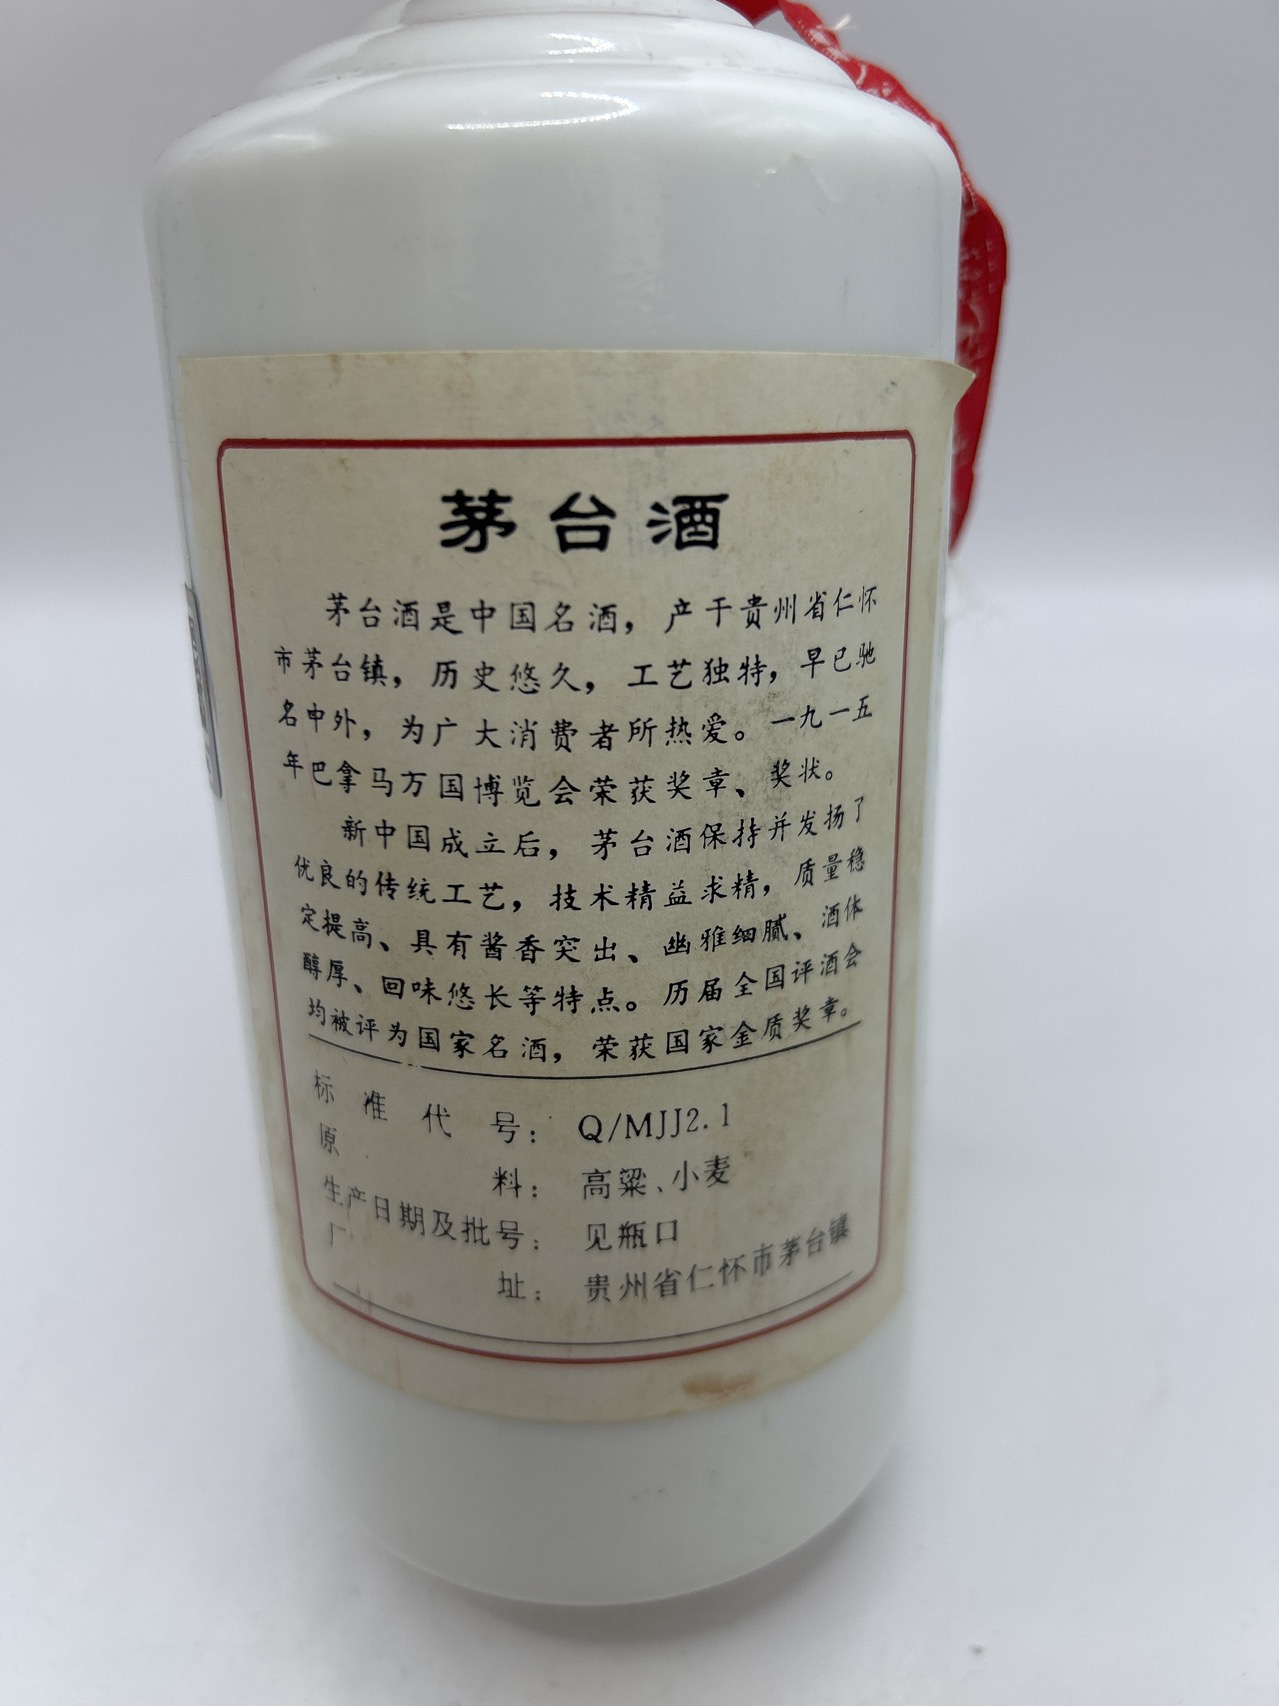 茅台酒
茅台酒是中国名酒，产于贵州省仁怀
市茅台镇，历史悠久，工艺独特，早已驰
名中外，为广大消费者所热爱。一九一五
年巴拿马万国博览会荣获奖章、奖状。
新中国成立后，茅台酒保持并发扬了
优良的传统工艺，技术精益求精，质量稳
定提高、具有酱香突出、幽雅细腻、酒体
醇厚、回味悠长等特点。历届全国评酒会
均被评为国家名酒，荣获国家金质奖章。
标准代号：Q/MJJ2.1
原料：高粱、小麦
生产日期及批号：见瓶口
厂址：贵州省仁怀市茅台镇